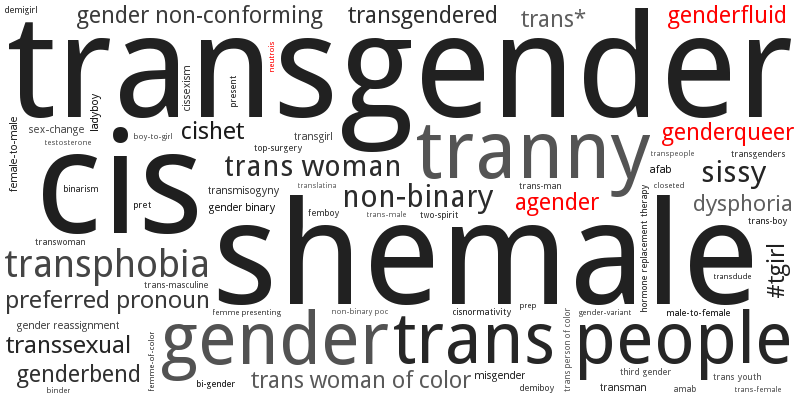 demigirl
gender non-conforming
transgendered
trans*
genderfluid
transgender
neutrois
cissexism
present
ladyboy
female-to-male
sex-change
testosterone
boy-to-girl
cishet
transgirl
top-surgery
tranny
genderqueer
transpeople
transgenders
cis
binarism
pret
trans woman
afab
sissy
transmisogyny
translatina
non-binary
trans-man
agender
closeted
dysphoria
gender binary
femboy
trans-male
two-spirit
trans-boy
transwoman
shemale
hormone replacement therapy
#tgirl
transphobia
trans-masculine
transdude
preferred pronoun
femme presenting
non-binary poc
cisnormativity
prep
gender-variant
male-to-female
gender reassignment
gender
trans
people
trans person of color
transsexual
femme-of-color
genderbend
binder
bi-gender
trans woman of color
misgender
demiboy
third gender
transman
amab
trans youth
trans-female